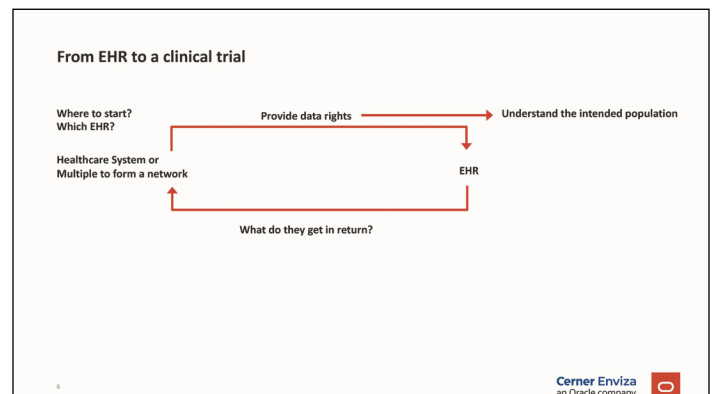 From EHR to a clinical trial
Where to start?
Which EHR?
Provide data rights
Understand the intended population
Healthcare System or
Multiple to form a network
EHR
What do they get in return?
6
Cerner Enviza
an Oracle company